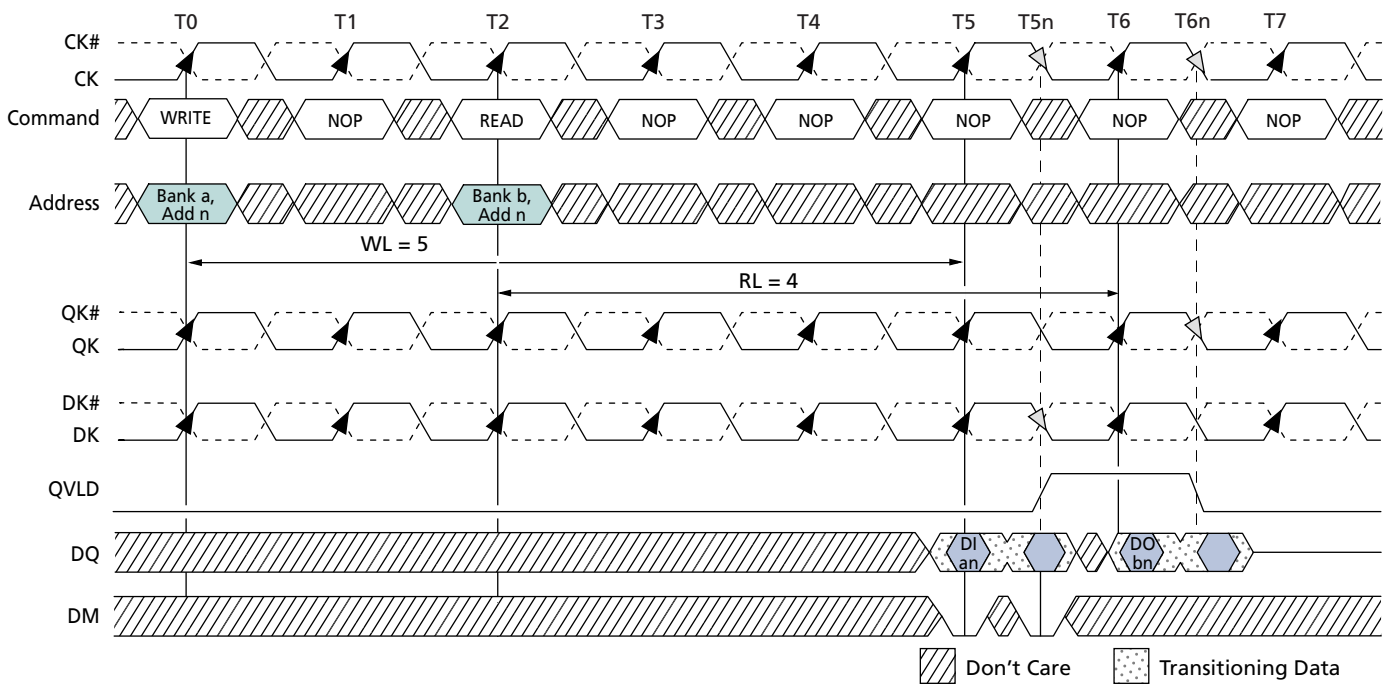 T0 T1 T2 T3 T4 T5 T5n T6 T6n T7
CK#
CK
Command WRITE NOP READ NOP NOP NOP NOP NOP
Address Bank a, Add n Bank b, Add n
WL = 5
RL = 4
QK#
QK
DK#
DK
QVLD
DQ DI an DO bn
DM
Don't Care Transitioning Data